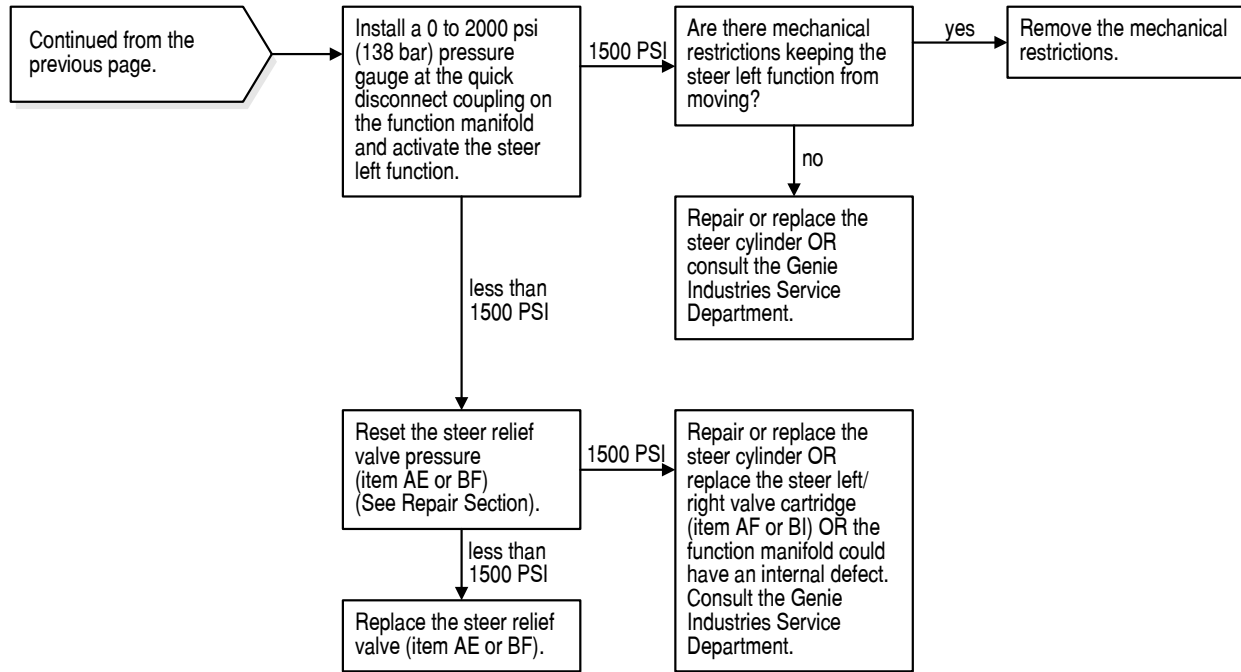 Continued from the
previous page.
Install a 0 to 2000 psi
(138 bar) pressure
gauge at the quick
disconnect coupling on
the function manifold
and activate the steer
left function.
1500 PSI
Are there mechanical
restrictions keeping the
steer left function from
moving?
yes
Remove the mechanical
restrictions.
no
Repair or replace the
steer cylinder OR
consult the Genie
Industries Service
Department.
less than
1500 PSI
Reset the steer relief
valve pressure
(item AE or BF)
(See Repair Section).
1500 PSI
Repair or replace the
steer cylinder OR
replace the steer left/
right valve cartridge
(item AF or BI) OR the
function manifold could
have an internal defect.
Consult the Genie
Industries Service
Department.
less than
1500 PSI
Replace the steer relief
valve (item AE or BF).